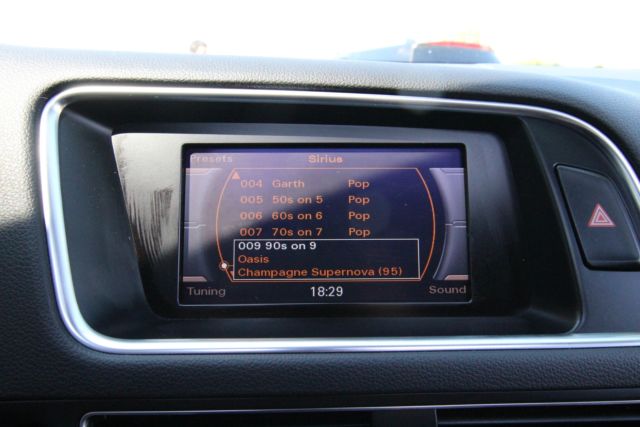 Presets Sirius
004 Garth Pop
005 50s on 5 Pop
006 60s on 6 Pop
007 70s on 7 Pop
009 90s on 9
Oasis
Champagne Supernova (95)
Tuning 18:29 Sound